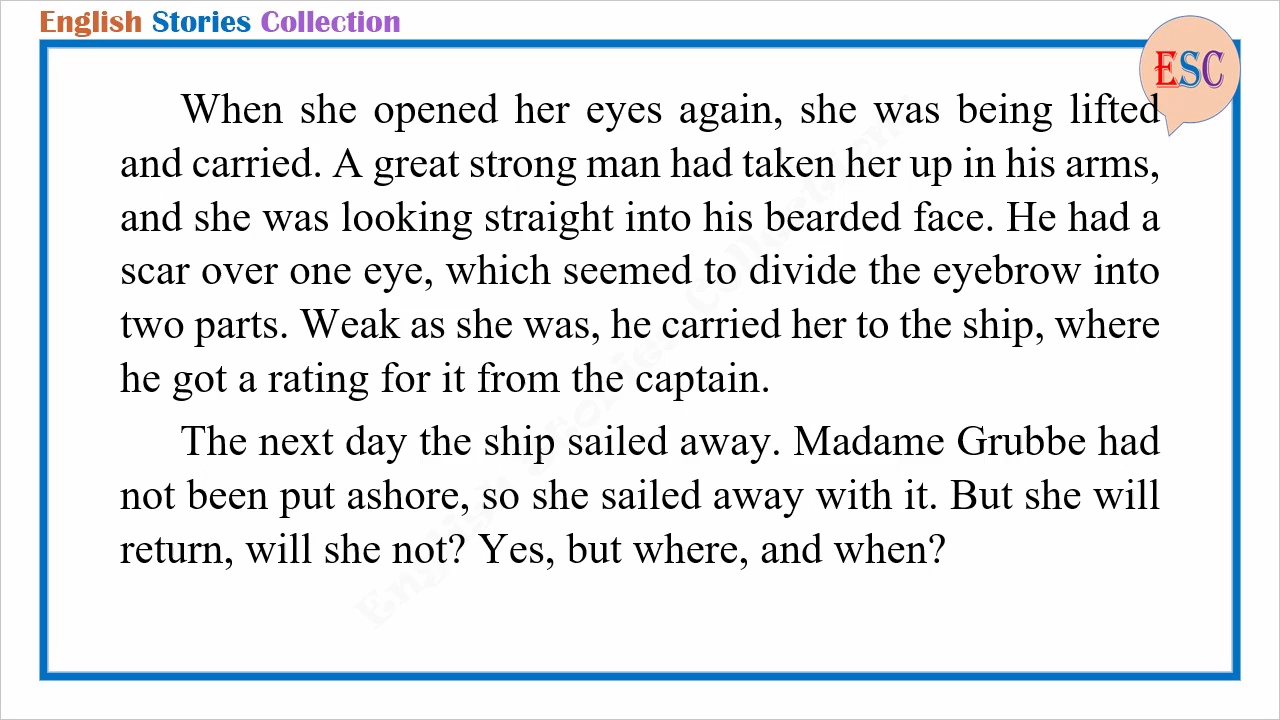 English Stories Collection
ESC
When she opened her eyes again, she was being lifted
and carried. A great strong man had taken her up in his arms,
and she was looking straight into his bearded face. He had a
scar over one eye, which seemed to divide the eyebrow into
two parts. Weak as she was, he carried her to the ship, where
he got a rating for it from the captain.
The next day the ship sailed away. Madame Grubbe had
not been put ashore, so she sailed away with it. But she will
return, will she not? Yes, but where, and when?
English Stories Collection